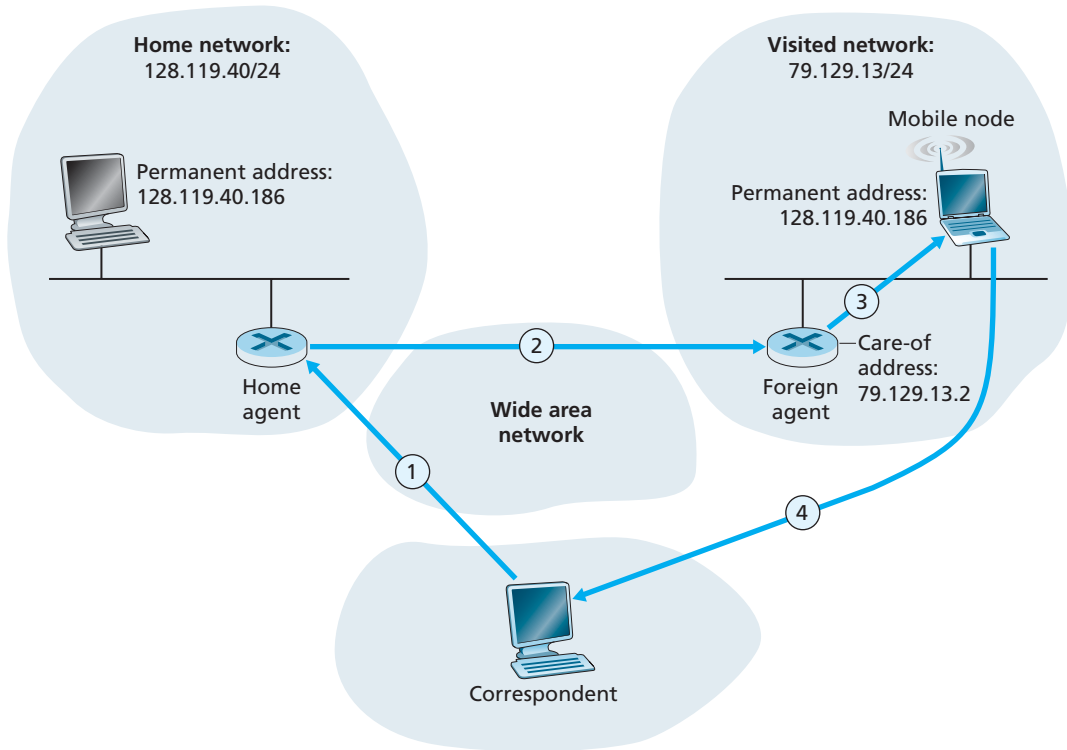 Home network:
128.119.40/24
Visited network:
79.129.13/24
Mobile node
Permanent address:
128.119.40.186
Permanent address:
128.119.40.186
3
2
Care-of
address:
79.129.13.2
Home
agent
Foreign
agent
Wide area
network
1
4
Correspondent